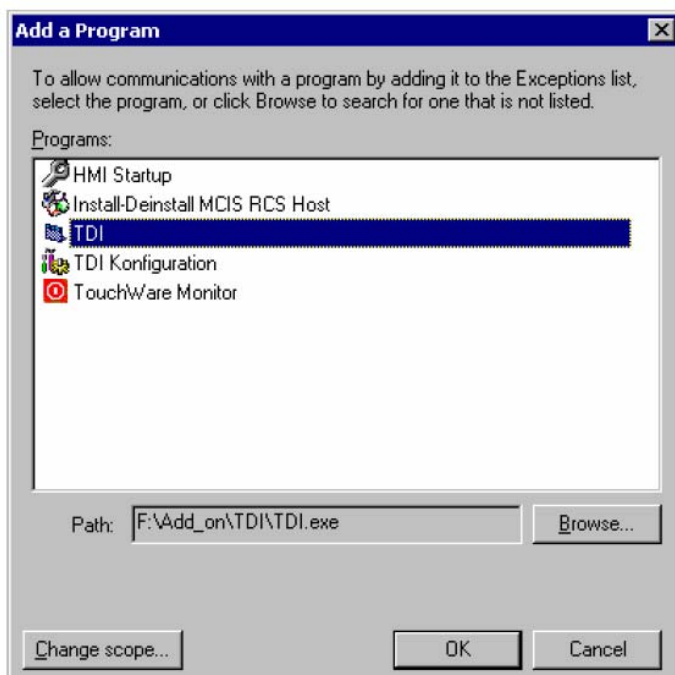 Add a Program
To allow communications with a program by adding it to the Exceptions list,
select the program, or click Browse to search for one that is not listed.
Programs:
HMI Startup
Install-Deinstall MCIS RCS Host
TDI
TDI Konfiguration
TouchWare Monitor
Path: F:\Add_on\TDI\TDI.exe Browse...
Change scope... OK Cancel